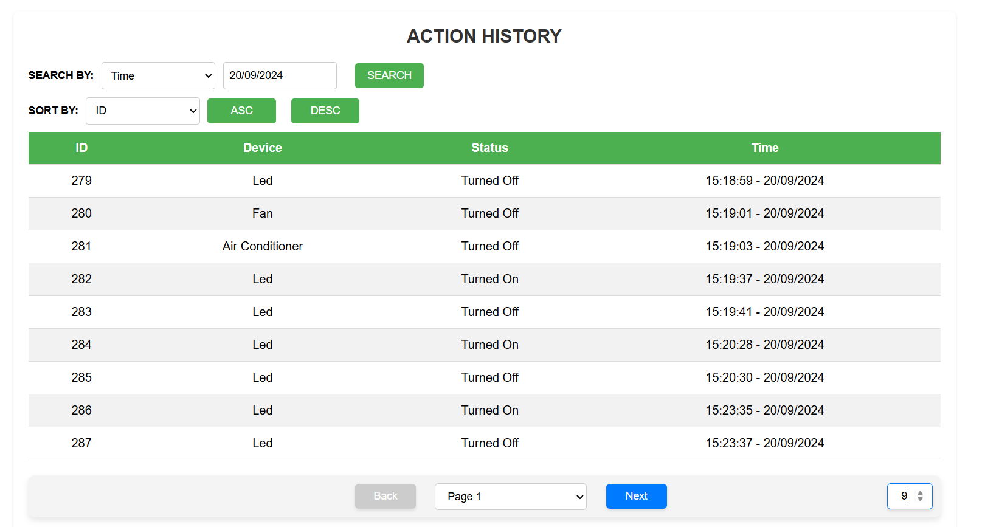 ACTION HISTORY
SEARCH BY: Time 20/09/2024 SEARCH
SORT BY: ID ASC DESC
ID Device Status Time
279 Led Turned Off 15:18:59 - 20/09/2024
280 Fan Turned Off 15:19:01 - 20/09/2024
281 Air Conditioner Turned Off 15:19:03 - 20/09/2024
282 Led Turned On 15:19:37 - 20/09/2024
283 Led Turned Off 15:19:41 - 20/09/2024
284 Led Turned On 15:20:28 - 20/09/2024
285 Led Turned Off 15:20:30 - 20/09/2024
286 Led Turned On 15:23:35 - 20/09/2024
287 Led Turned Off 15:23:37 - 20/09/2024
Back Page 1 Next 9